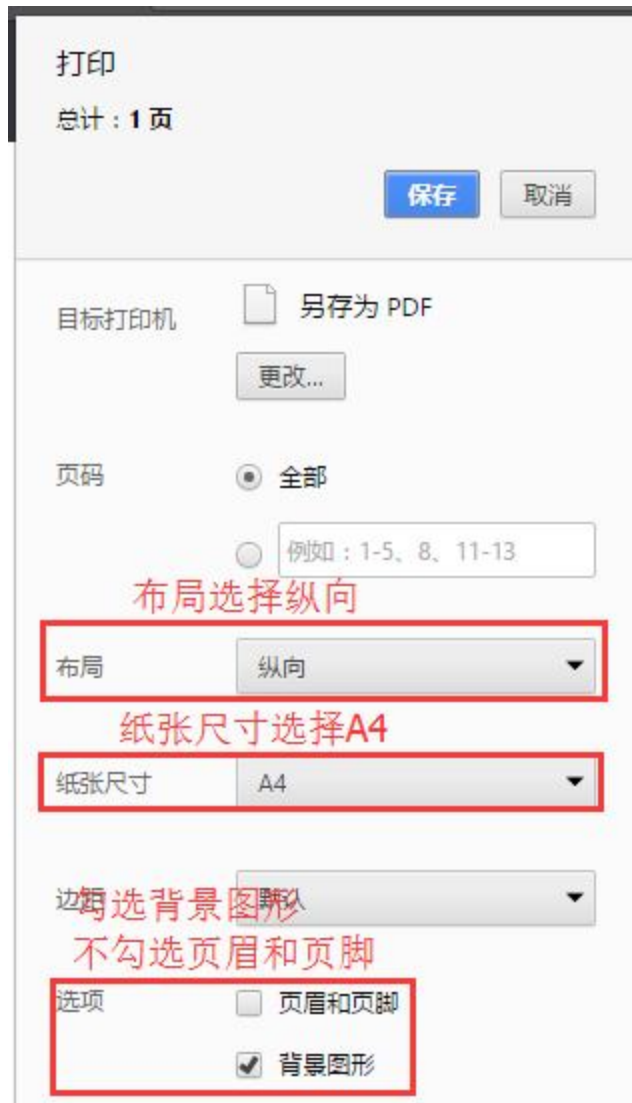 打印
总计：1 页
保存 取消
目标打印机 另存为 PDF
更改...
页码 全部
例如：1-5、8、11-13
布局选择纵向
布局 纵向
纸张尺寸选择A4
纸张尺寸 A4
边距 默认
勾选背景图形
不勾选页眉和页脚
选项 页眉和页脚
背景图形